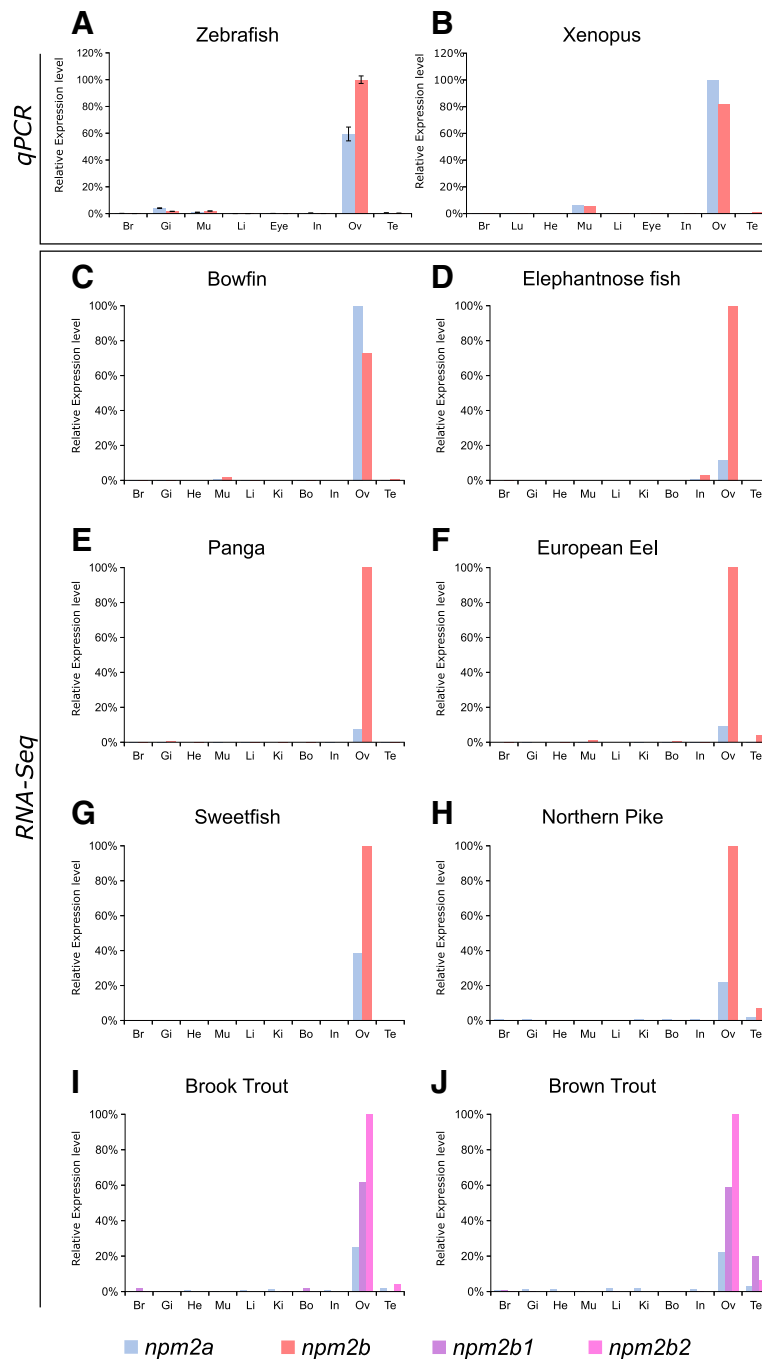 A
Zebrafish
B
Xenopus
qPCR
Relative Expression level
120%
100%
80%
60%
40%
20%
0%
Br Gi Mu Li Eye In Ov Te
Relative Expression level
120%
100%
80%
60%
40%
20%
0%
Br Lu He Mu Li Eye In Ov Te
RNA-Seq
C
Bowfin
Relative Expression level
100%
80%
60%
40%
20%
0%
Br Gi He Mu Li Ki Bo In Ov Te
D
Elephantnose fish
Relative Expression level
100%
80%
60%
40%
20%
0%
Br Gi He Mu Li Ki Bo In Ov Te
E
Panga
Relative Expression level
100%
80%
60%
40%
20%
0%
Br Gi He Mu Li Ki Bo In Ov Te
F
European Eel
Relative Expression level
100%
80%
60%
40%
20%
0%
Br Gi He Mu Li Ki Bo In Ov Te
G
Sweetfish
Relative Expression level
100%
80%
60%
40%
20%
0%
Br Gi He Mu Li Ki Bo In Ov Te
H
Northern Pike
Relative Expression level
100%
80%
60%
40%
20%
0%
Br Gi He Mu Li Ki Bo In Ov Te
I
Brook Trout
Relative Expression level
100%
80%
60%
40%
20%
0%
Br Gi He Mu Li Ki Bo In Ov Te
J
Brown Trout
Relative Expression level
100%
80%
60%
40%
20%
0%
Br Gi He Mu Li Ki Bo In Ov Te
npm2a npm2b npm2b1 npm2b2